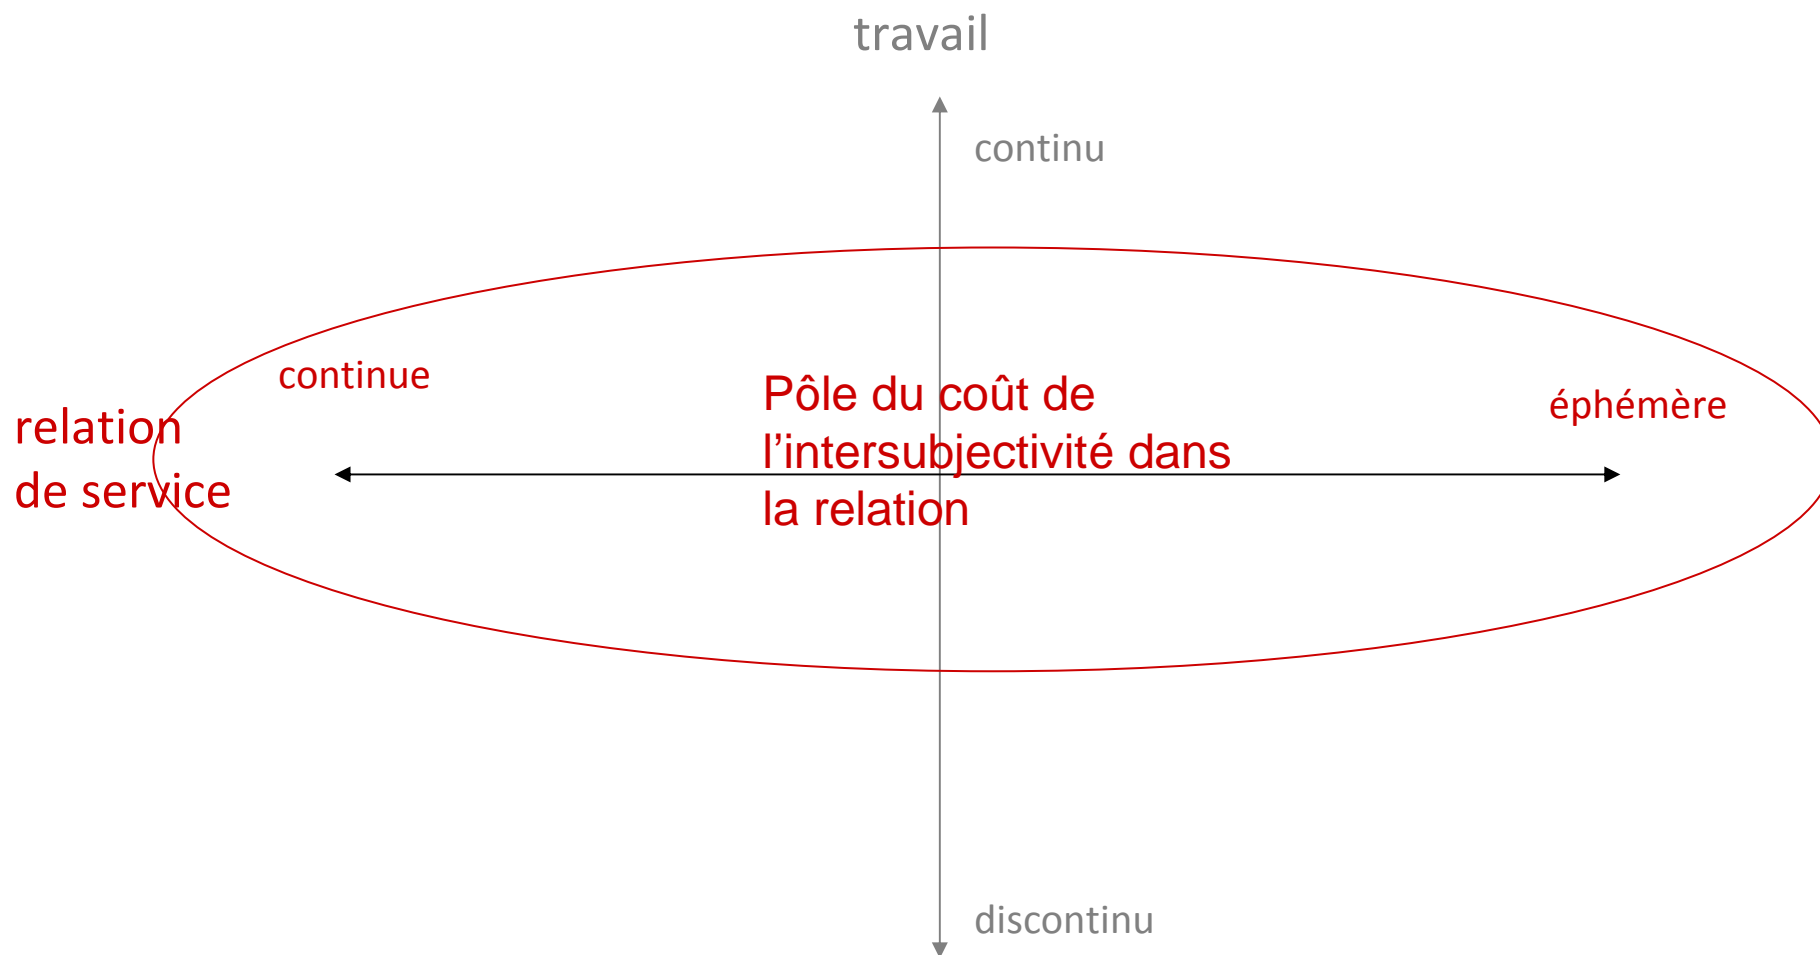 travail
continu
continue
éphémère
relation
de service
Pôle du coût de
l’intersubjectivité dans
la relation
discontinu